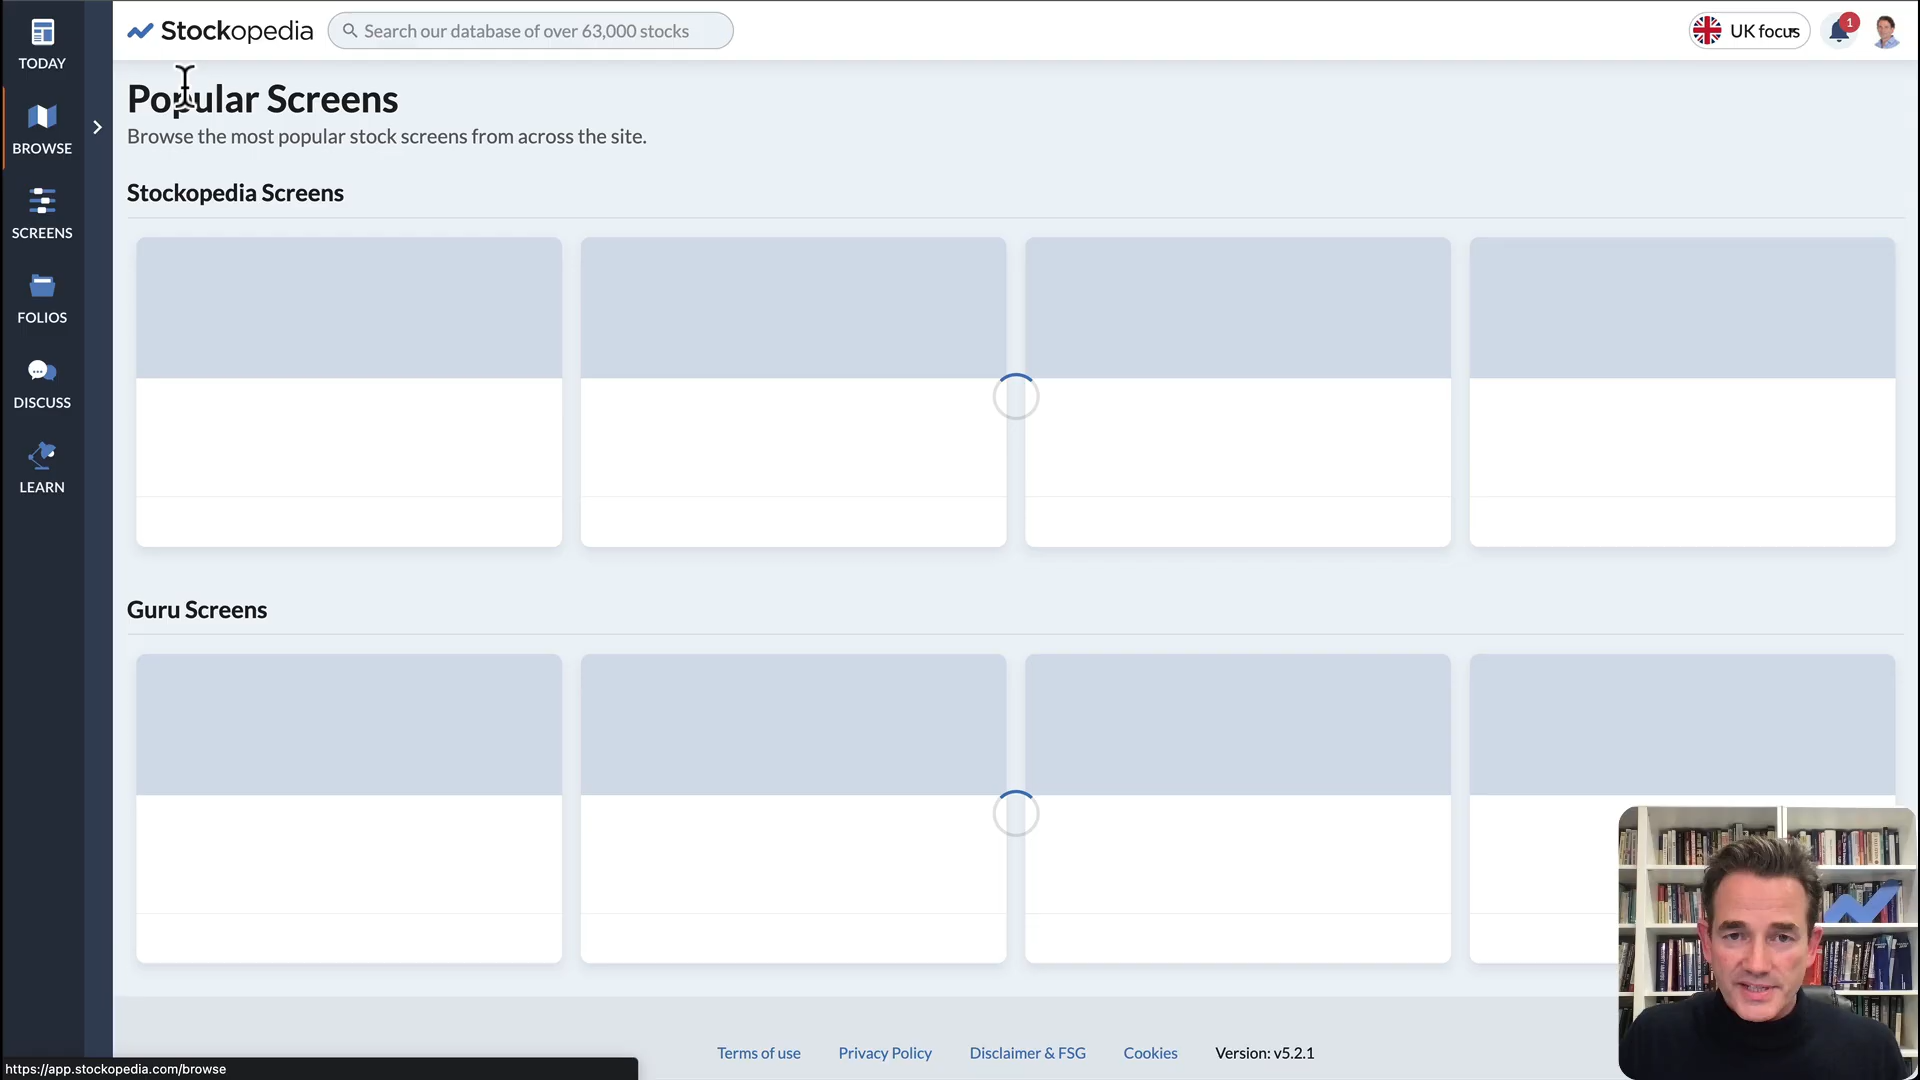 TODAY
BROWSE
SCREENS
FOLIOS
DISCUSS
LEARN
Stockopedia
Search our database of over 63,000 stocks
UK focus
1
Popular Screens
Browse the most popular stock screens from across the site.
Stockopedia Screens
Guru Screens
Terms of use
Privacy Policy
Disclaimer & FSG
Cookies
Version: v5.2.1
https://app.stockopedia.com/browse